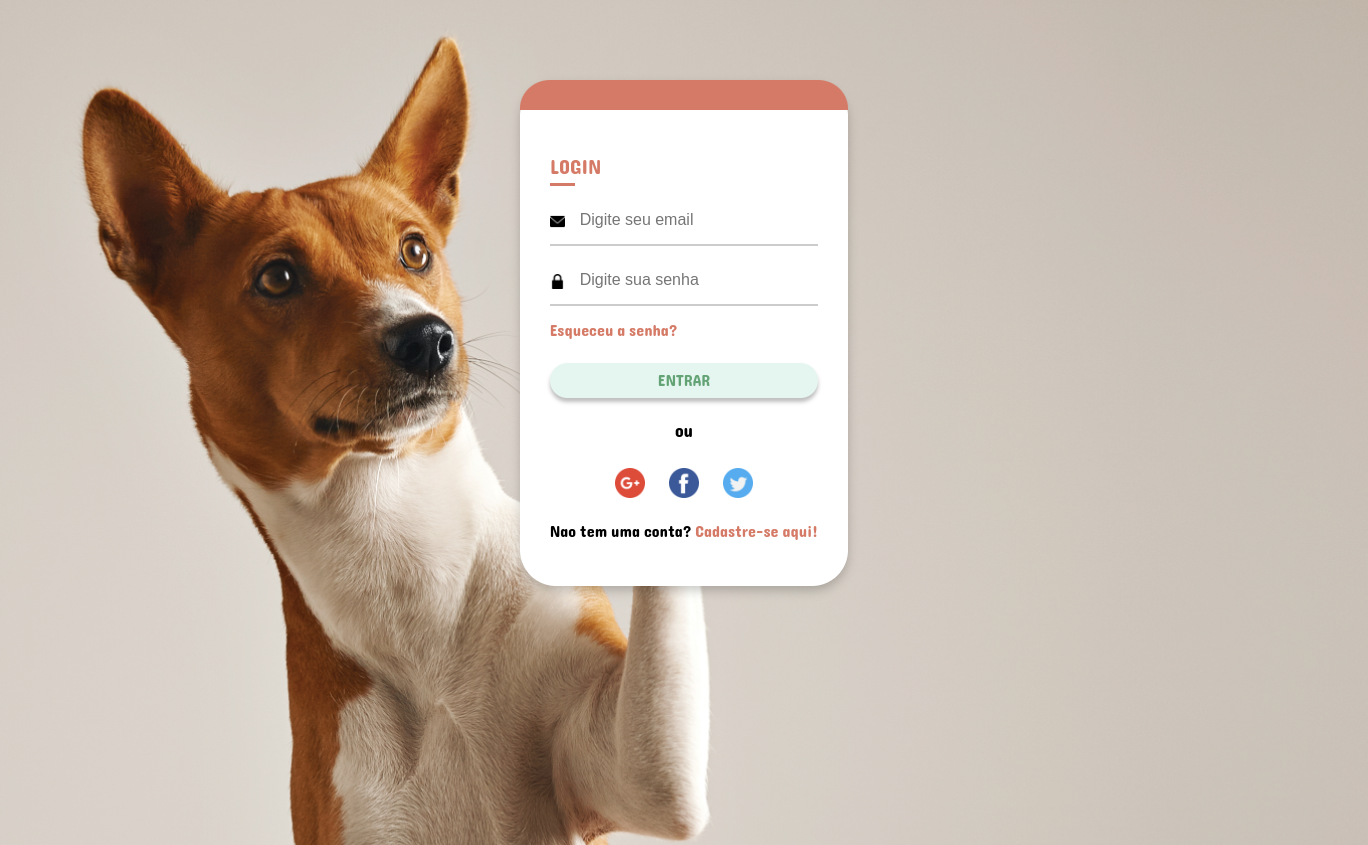 LOGIN
Digite seu email
Digite sua senha
Esqueceu a senha?
ENTRAR
ou
G+ f
Nao tem uma conta? Cadastre-se aqui!